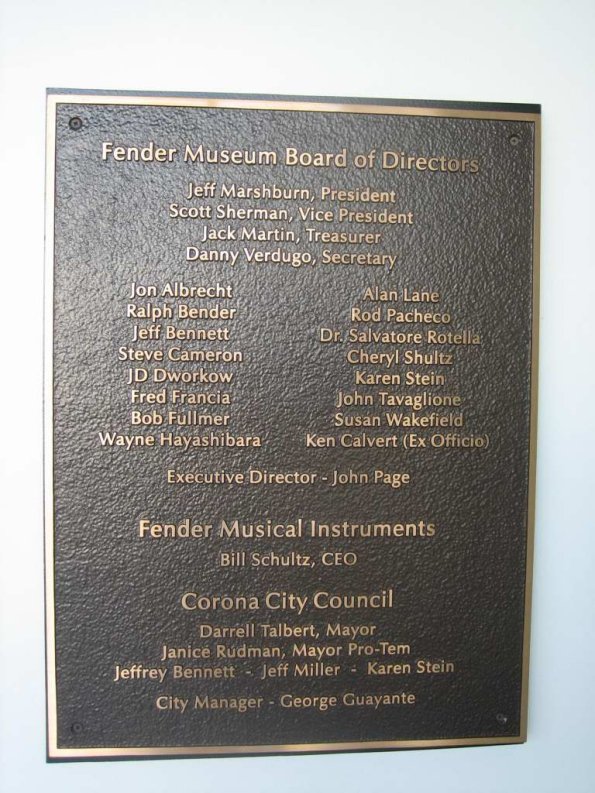 Fender Museum Board of Directors
Jeff Marshburn, President
Scott Sherman, Vice President
Jack Martin, Treasurer
Danny Verdugo, Secretary
Jon Albrecht
Ralph Bender
Jeff Bennett
Steve Cameron
JD Dworkow
Fred Francia
Bob Fullmer
Wayne Hayashibara
Alan Lane
Rod Pacheco
Dr. Salvatore Rotella
Cheryl Shultz
Karen Stein
John Tavaglione
Susan Wakefield
Ken Calvert (Ex Officio)
Executive Director - John Page
Fender Musical Instruments
Bill Schultz, CEO
Corona City Council
Darrell Talbert, Mayor
Janice Rudman, Mayor Pro-Tem
Jeffrey Bennett - Jeff Miller - Karen Stein
City Manager - George Guayante